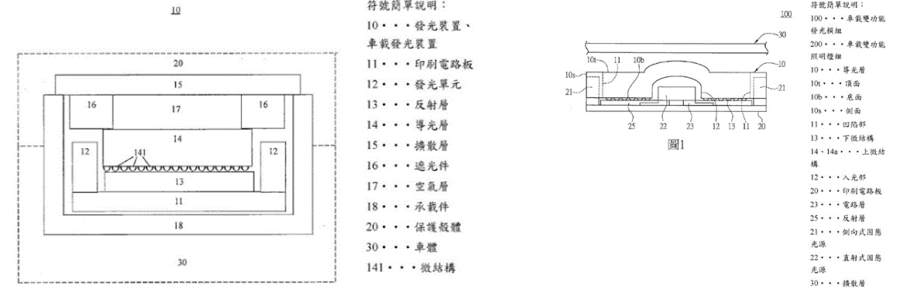 10
20
15
16
17
16
14
12
141
12
13
11
18
30
符號簡單說明：
10・・・發光裝置、
車載發光裝置
11・・・印刷電路板
12・・・發光單元
13・・・反射層
14・・・導光層
15・・・擴散層
16・・・遮光件
17・・・空氣層
18・・・承載件
20・・・保護殼體
30・・・車體
141・・・微結構
100
30
10t
11
10b
10
10s
21
21
25
22
23
12
13
11
20
圖1
符號簡單說明：
100・・・車載雙功能
發光模組
200・・・車載雙功能
照明燈組
10・・・導光層
10t・・・頂面
10b・・・底面
10s・・・側面
11・・・凹陷部
13・・・下微結構
14、14a・・・上微結
構
12・・・入光部
20・・・印刷電路板
23・・・電路層
25・・・反射層
21・・・側向式固態
光源
22・・・直射式固態
光源
30・・・擴散層